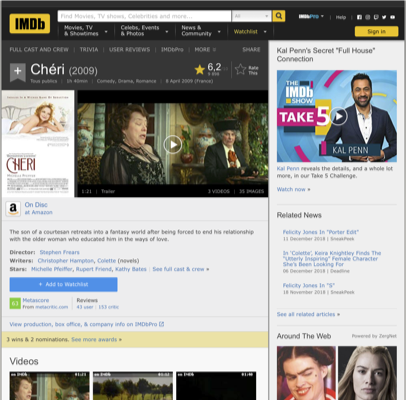 IMDb
Find Movies, TV shows, Celebrities and more...
All
Movies, TV
& Showtimes
Celebs, Events
& Photos
News &
Community
Watchlist
IMDbPro
Help
Sign in
FULL CAST AND CREW | TRIVIA | USER REVIEWS | IMDbPro | MORE
SHARE
Chéri (2009)
6,2
Rate
This
Tous publics | 1h 40min | Comedy, Drama, Romance | 8 April 2009 (France)
CHERI
1:21 | Trailer
3 VIDEOS | 35 IMAGES
a
On Disc
at Amazon
The son of a courtesan retreats into a fantasy world after being forced to end his relationship
with the older woman who educated him in the ways of love.
Director: Stephen Frears
Writers: Christopher Hampton, Colette (novels)
Stars: Michelle Pfeiffer, Rupert Friend, Kathy Bates | See full cast & crew »
+ Add to Watchlist
63
Metascore
From metacritic.com
Reviews
43 user | 153 critic
View production, box office, & company info on IMDbPro
3 wins & 2 nominations. See more awards »
Videos
Kal Penn's Secret "Full House"
Connection
THE
IMDb
SHOW
TAKE 5
KAL PENN
Kal Penn reveals the details, and a whole lot
more, in our Take 5 Challenge.
Watch now »
Related News
Felicity Jones In "Porter Edit"
11 December 2018 | SneakPeek
In 'Colette', Keira Knightley Finds The
"Utterly Inspiring" Female Character
She's Been Looking For
06 December 2018 | Deadline
Felicity Jones In "S"
18 November 2018 | SneakPeek
See all related articles »
Around The Web
Powered by ZergNet